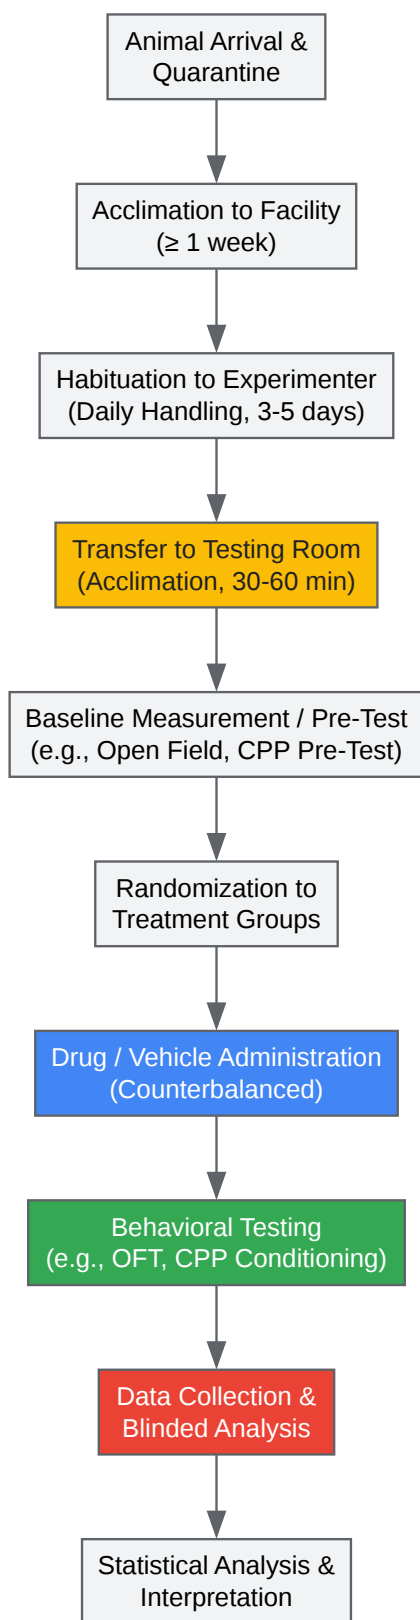 Animal Arrival &
Quarantine
Acclimation to Facility
(≥ 1 week)
Habituation to Experimenter
(Daily Handling, 3-5 days)
Transfer to Testing Room
(Acclimation, 30-60 min)
Baseline Measurement / Pre-Test
(e.g., Open Field, CPP Pre-Test)
Randomization to
Treatment Groups
Drug / Vehicle Administration
(Counterbalanced)
Behavioral Testing
(e.g., OFT, CPP Conditioning)
Data Collection &
Blinded Analysis
Statistical Analysis &
Interpretation